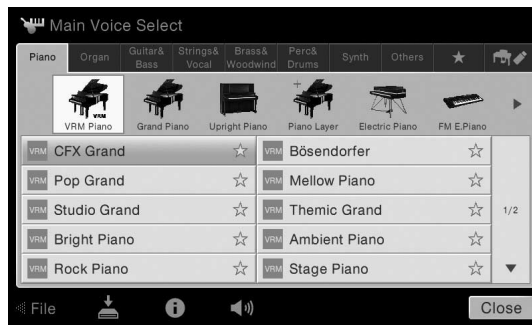 Main Voice Select
Piano
Organ
Guitar&
Bass
Strings&
Vocal
Brass&
Woodwind
Perc&
Drums
Synth
Others
VRM
VRM Piano
Grand Piano
Upright Piano
Piano Layer
Electric Piano
FM E.Piano
VRM CFX Grand
VRM Bösendorfer
VRM Pop Grand
VRM Mellow Piano
VRM Studio Grand
VRM Themic Grand
1/2
VRM Bright Piano
VRM Ambient Piano
VRM Rock Piano
VRM Stage Piano
File
Close